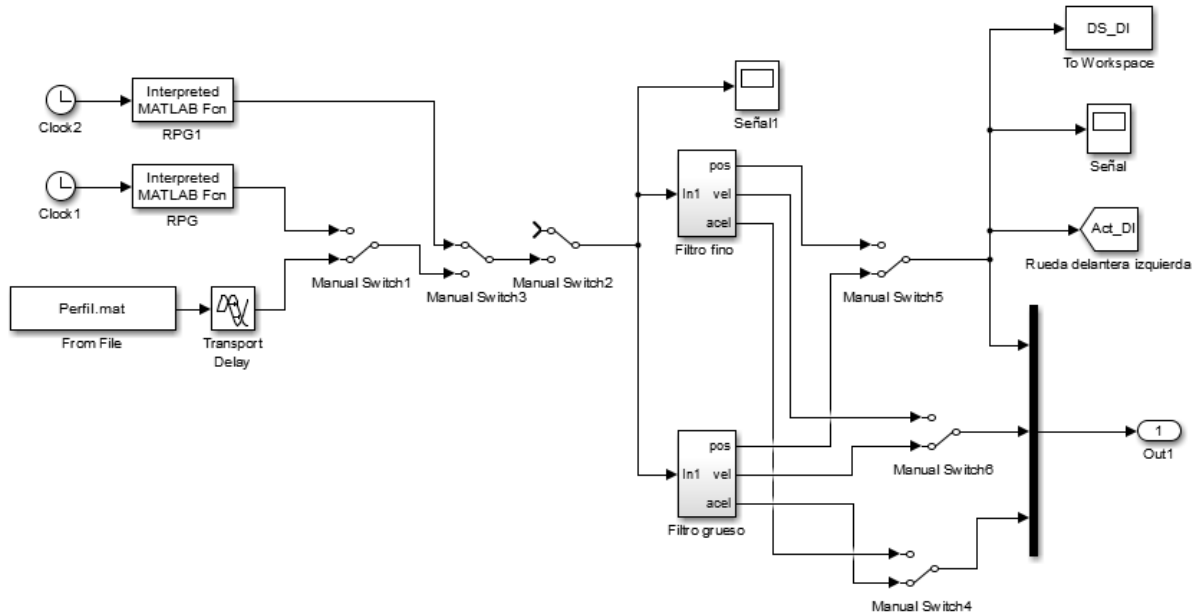 DS_DI
To Workspace
Interpreted
MATLAB Fcn
Clock2
RPG1
Señal1
Señal
Interpreted
MATLAB Fcn
Clock1
RPG
pos
In1 vel
acel
Filtro fino
Act_DI
Rueda delantera izquierda
Manual Switch1
Manual Switch3
Manual Switch2
Manual Switch5
Perfil.mat
From File
Transport
Delay
pos
In1 vel
acel
Filtro grueso
Manual Switch6
1
Out1
Manual Switch4